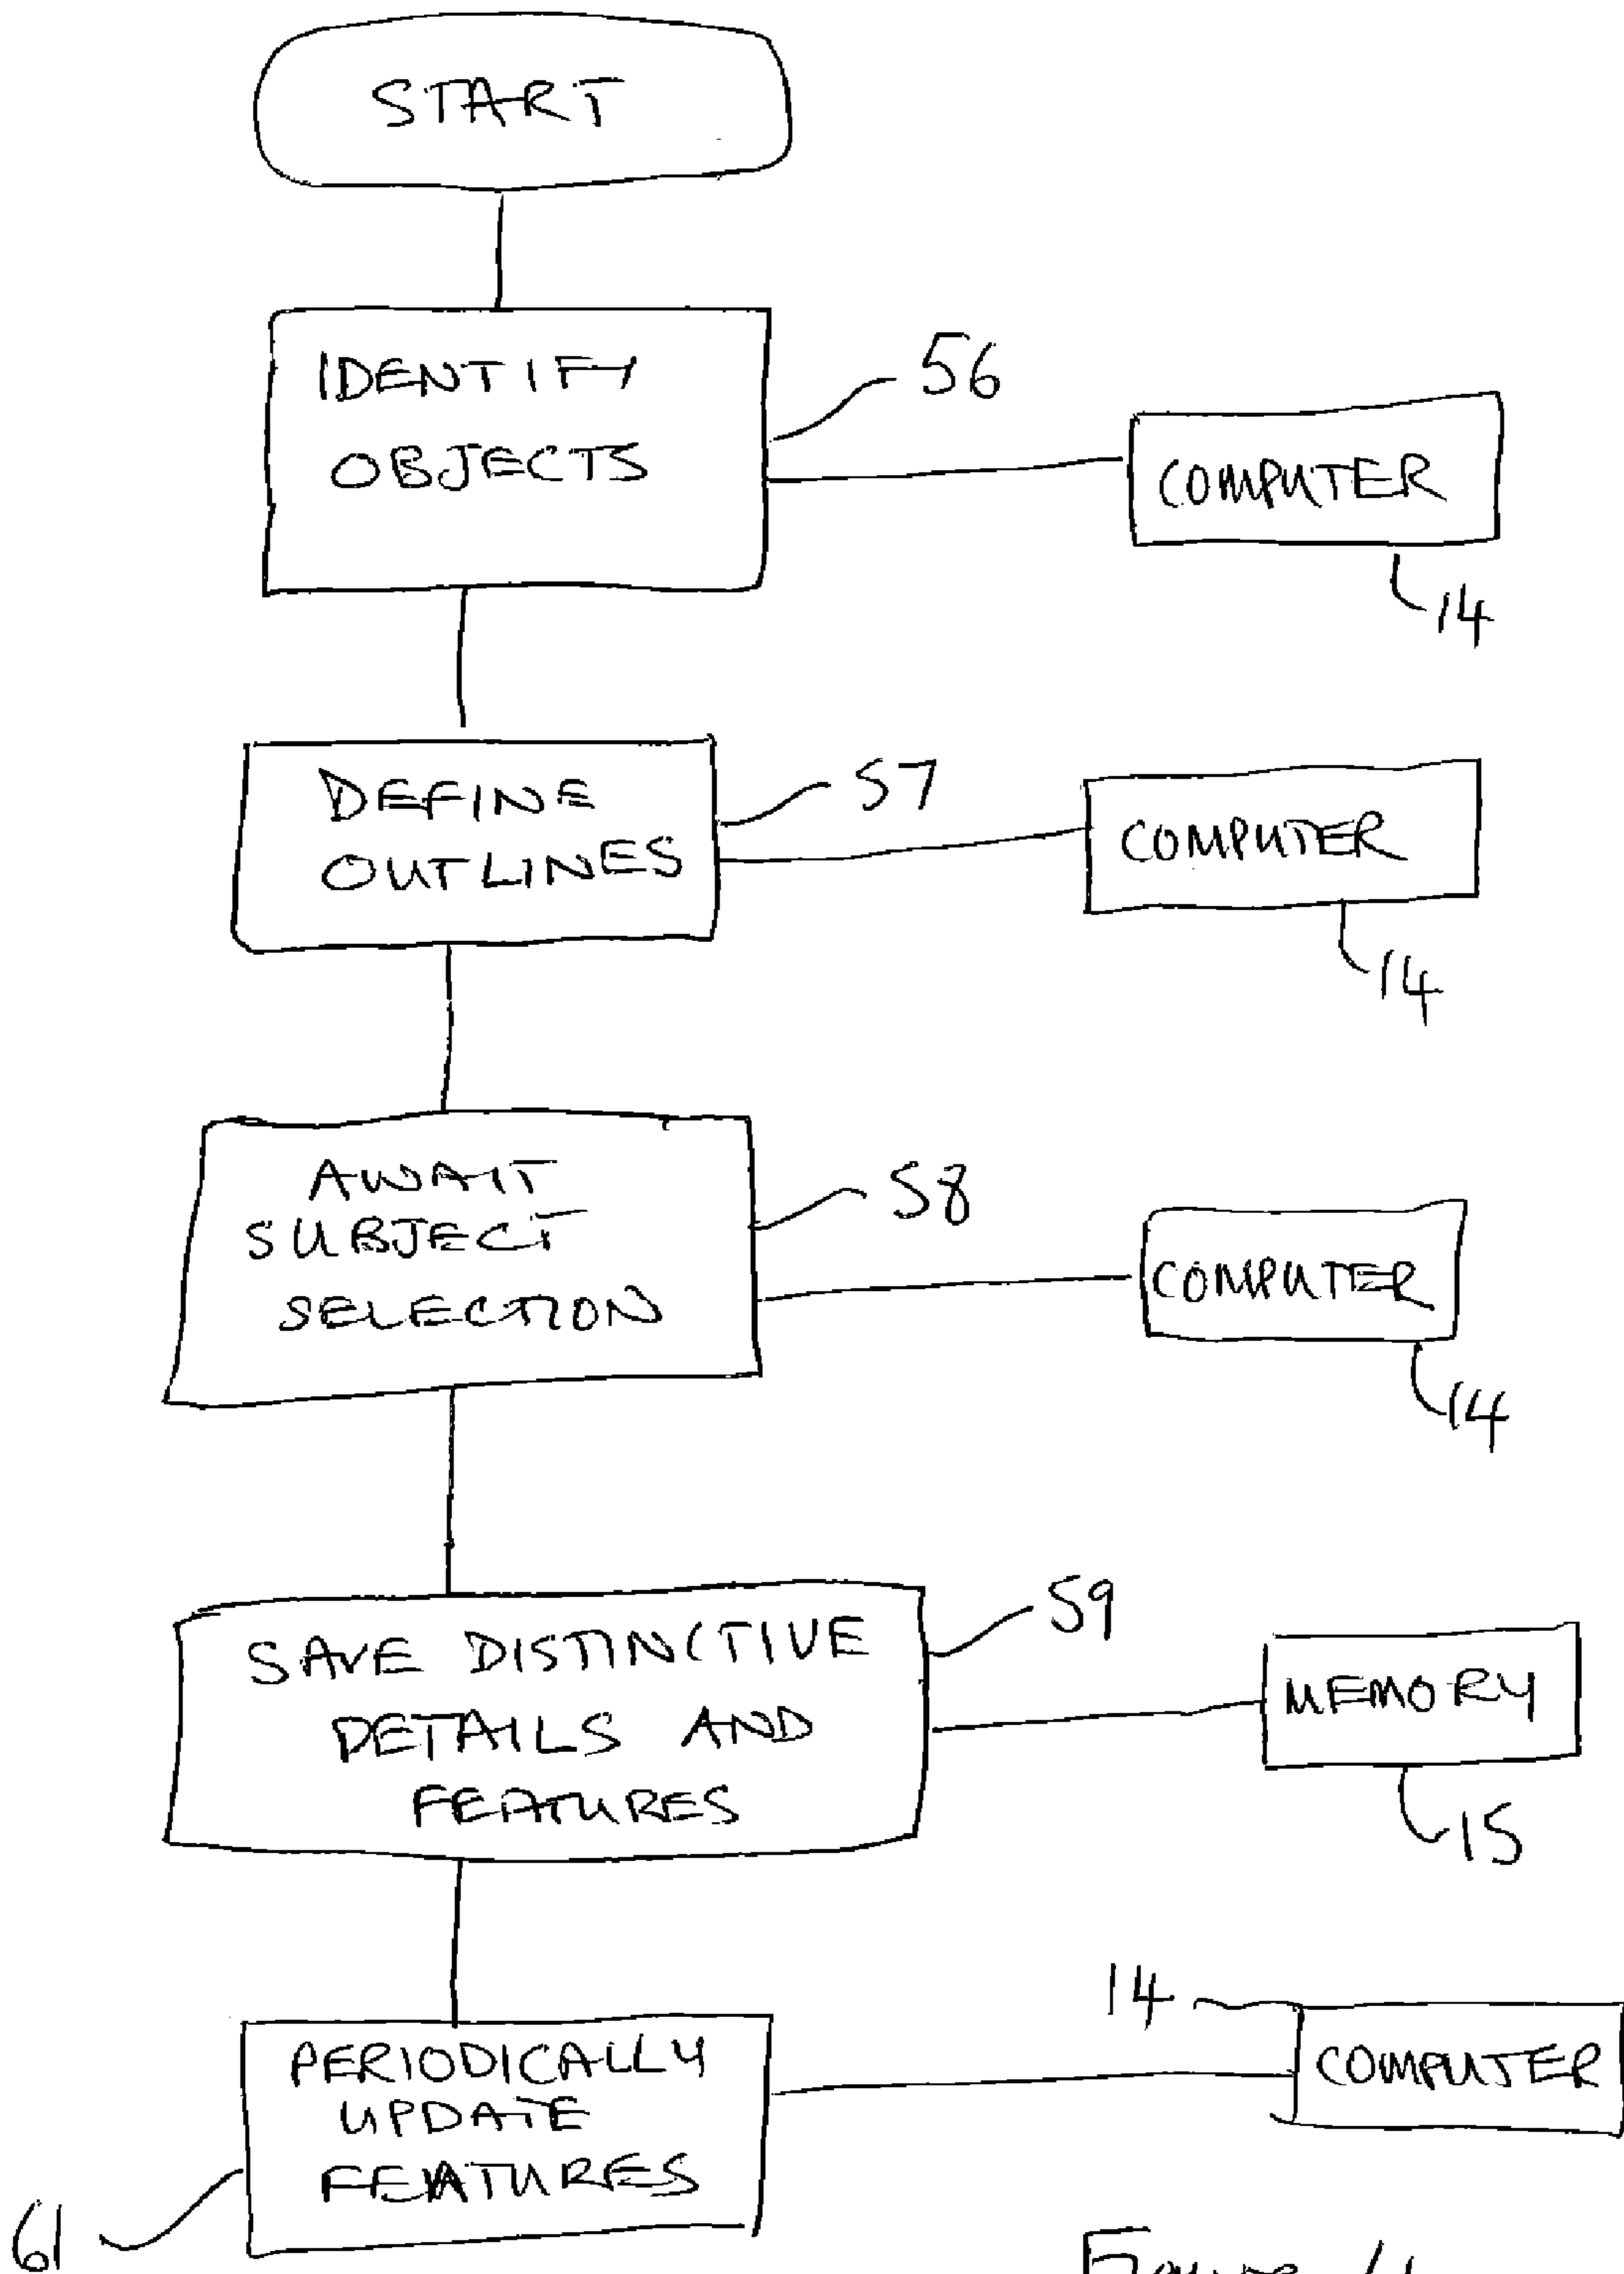 START
IDENTIFY
OBJECTS
56
COMPUTER
14
DEFINE
OUTLINES
57
COMPUTER
14
AWAIT
SUBJECT
SELECTION
58
COMPUTER
14
SAVE DISTINCTIVE
DETAILS AND
FEATURES
59
MEMORY
15
PERIODICALLY
UPDATE
FEATURES
61
14
COMPUTER
Figure